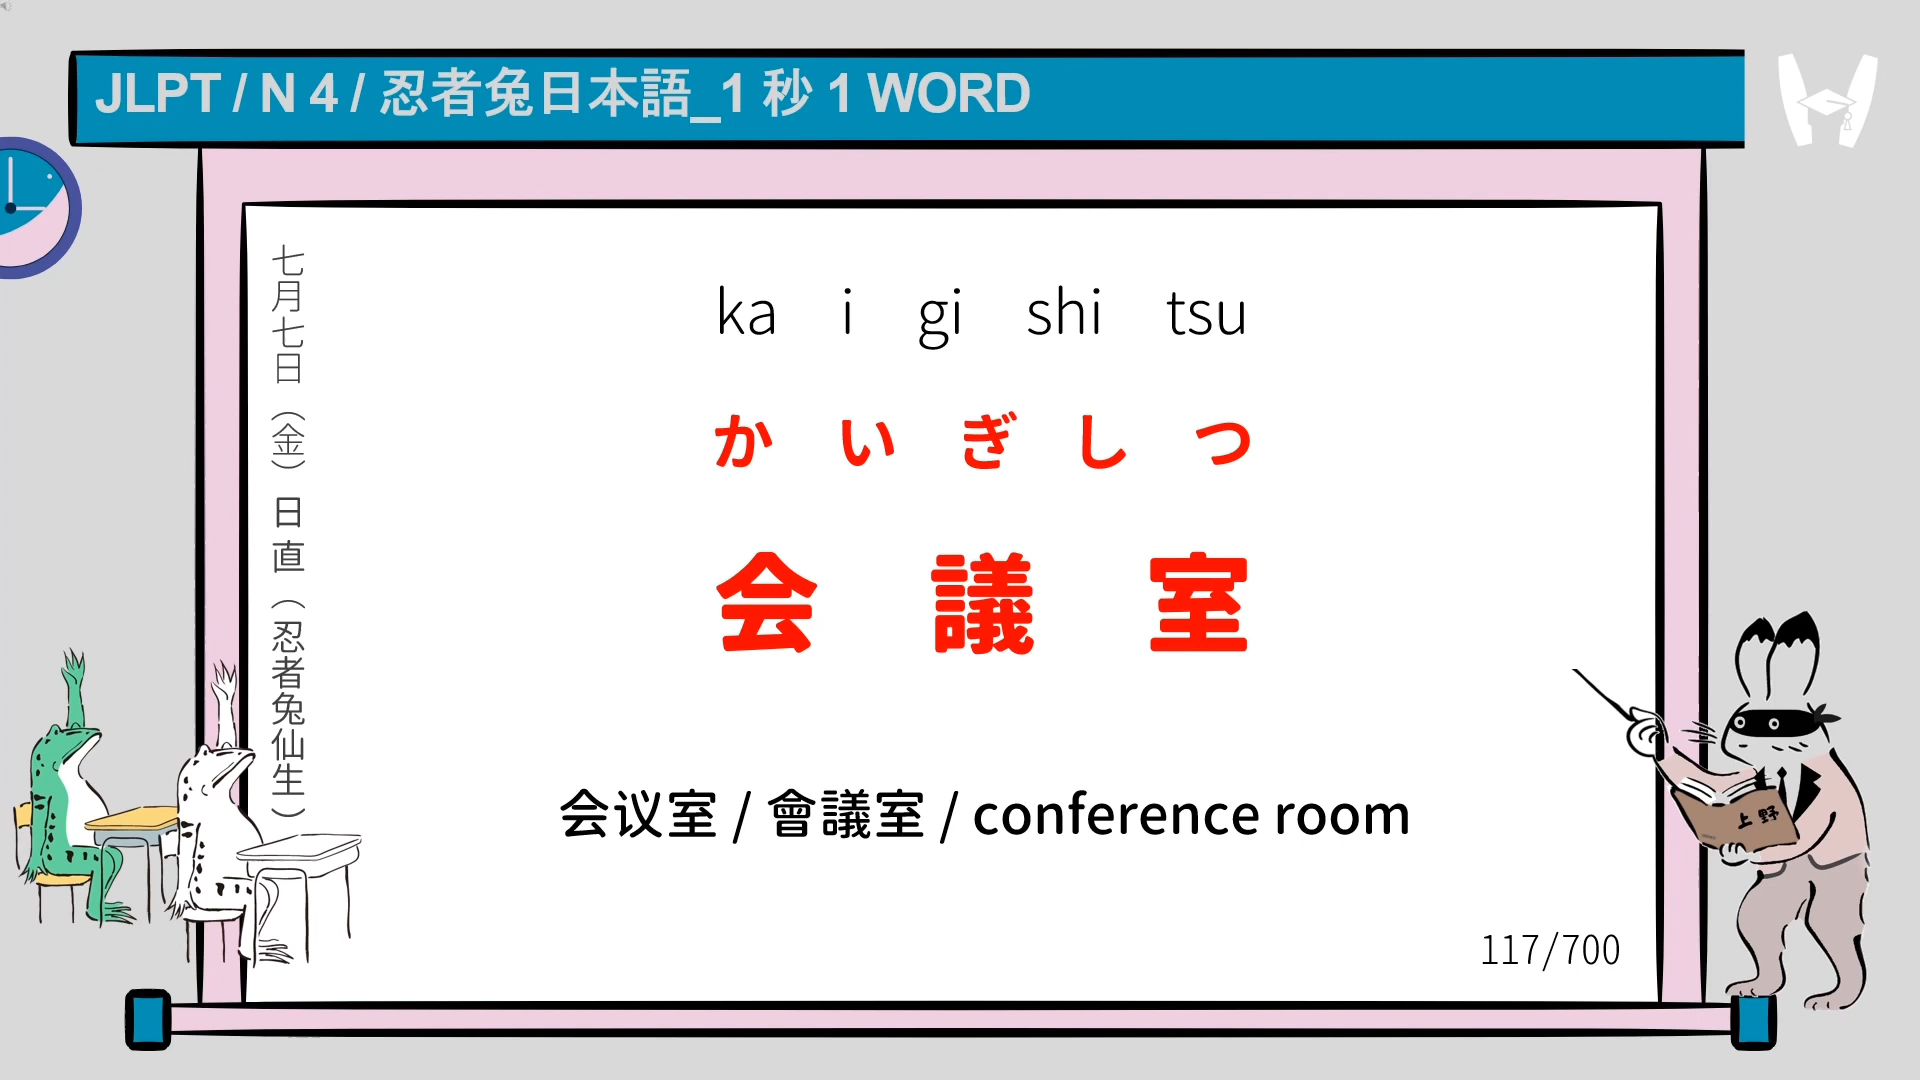 JLPT / N 4 / 忍者兔日本語_1 秒 1 WORD
七月七日（金）日直（忍者兔仙生）
ka i gi shi tsu
か い ぎ し つ
会 議 室
会议室 / 會議室 / conference room
上野
117/700